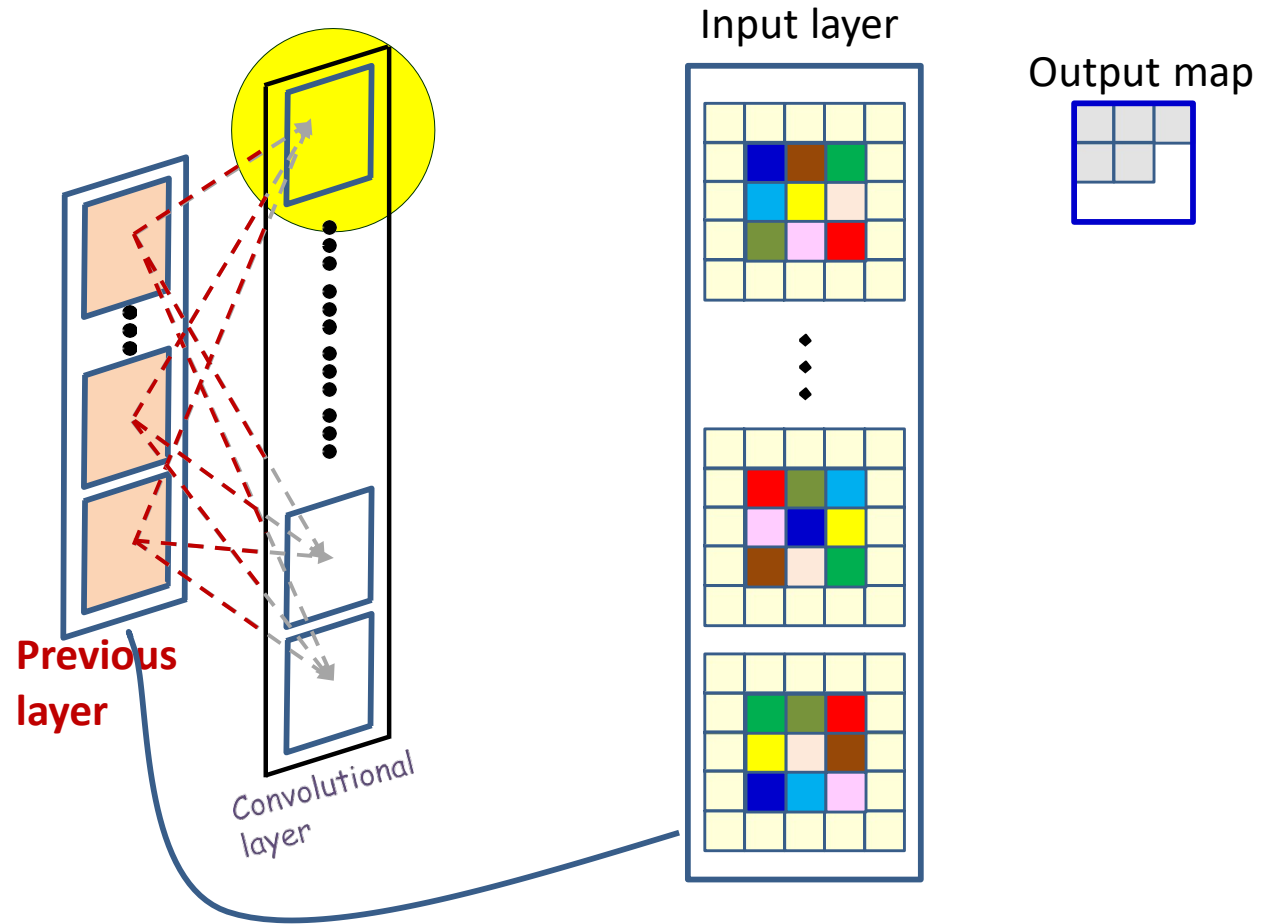 Input layer
Output map
Previous
layer
Convolutional
layer